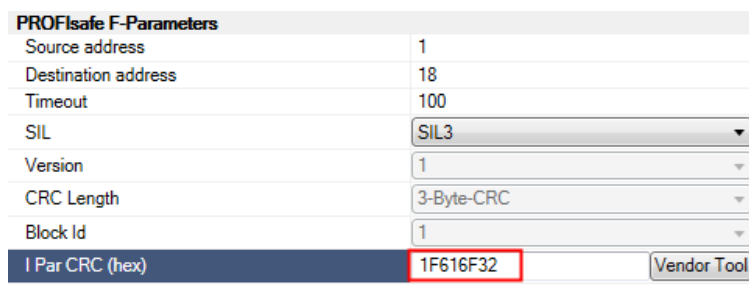 PROFIsafe F-Parameters
Source address 1
Destination address 18
Timeout 100
SIL SIL3
Version 1
CRC Length 3-Byte-CRC
Block Id 1
I Par CRC (hex) 1F616F32 Vendor Tool